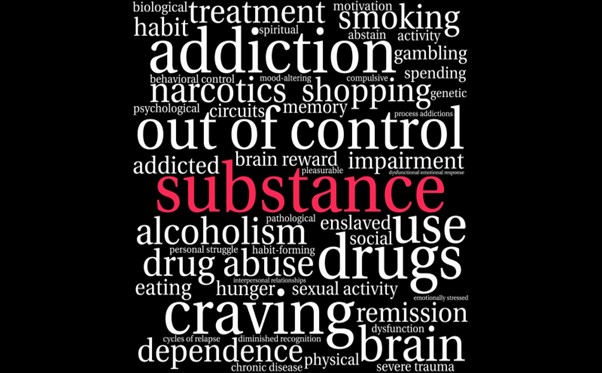 biological treatment motivation smoking
habit spiritual abstain activity
addiction gambling
behavioral control mood-altering compulsive spending
narcotics shopping genetic
psychological circuits memory process addictions
out of control
addicted brain reward impairment
pleasurable dysfunctional emotional response
substance
pathological
alcoholism enslaved use
personal struggle habit-forming social
drug abuse drugs
interpersonal relationships
eating hunger sexual activity
emotionally stressed
craving remission
dysfunction
cycles of relapse diminished recognition
dependence physical brain
chronic disease severe trauma